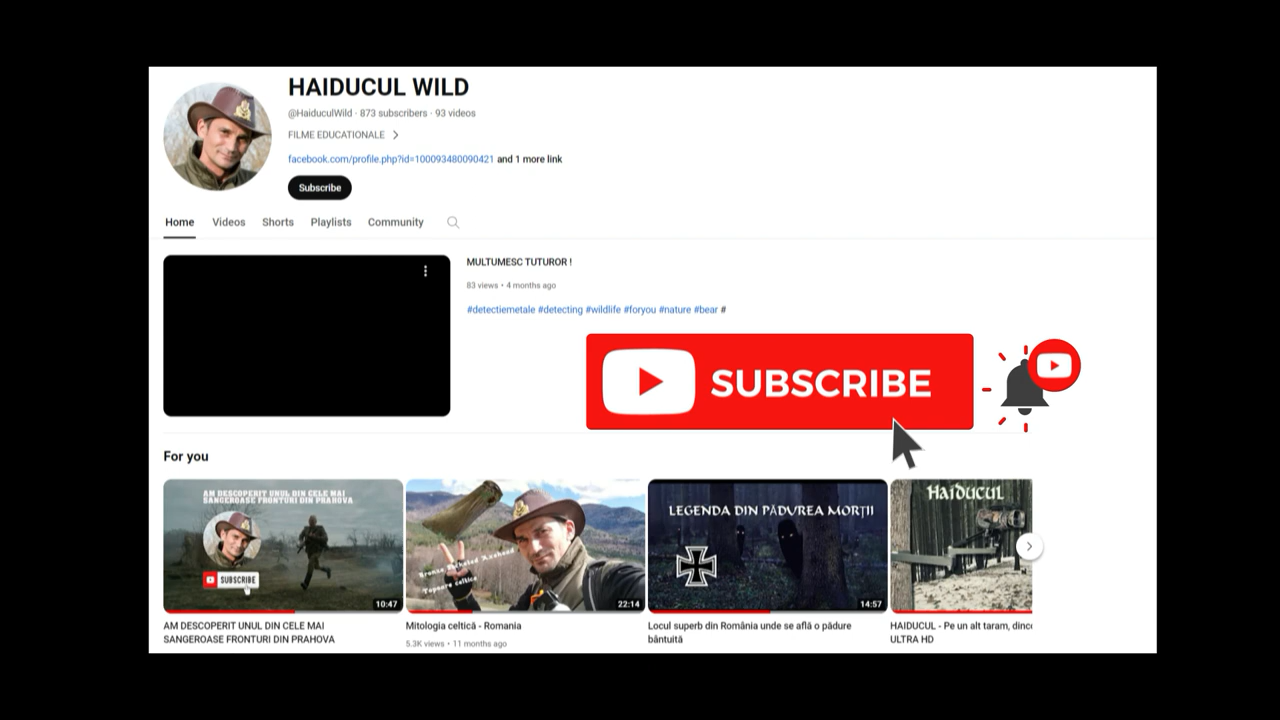 HAIDUCUL WILD
@HaiduculWild · 873 subscribers · 93 videos
FILME EDUCATIONALE
facebook.com/profile.php?id=100093480090421 and 1 more link
Subscribe
Home Videos Shorts Playlists Community
MULTUMESC TUTUROR !
83 views • 4 months ago
#detectiemetale #detecting #wildlife #foryou #nature #bear #
SUBSCRIBE
For you
AM DESCOPERIT UNUL DIN CELE MAI
SANGEROASE FRONTURI DIN PRAHOVA
SUBSCRIBE
10:47
Bronze Socketed Axehead
Topoare celtice
22:14
LEGENDA DIN PĂDUREA MORȚII
14:57
HAIDUCUL
AM DESCOPERIT UNUL DIN CELE MAI
SANGEROASE FRONTURI DIN PRAHOVA
Mitologia celtică - Romania
5.3K views • 11 months ago
Locul superb din România unde se află o pădure
bântuită
HAIDUCUL - Pe un alt taram, dinc
ULTRA HD